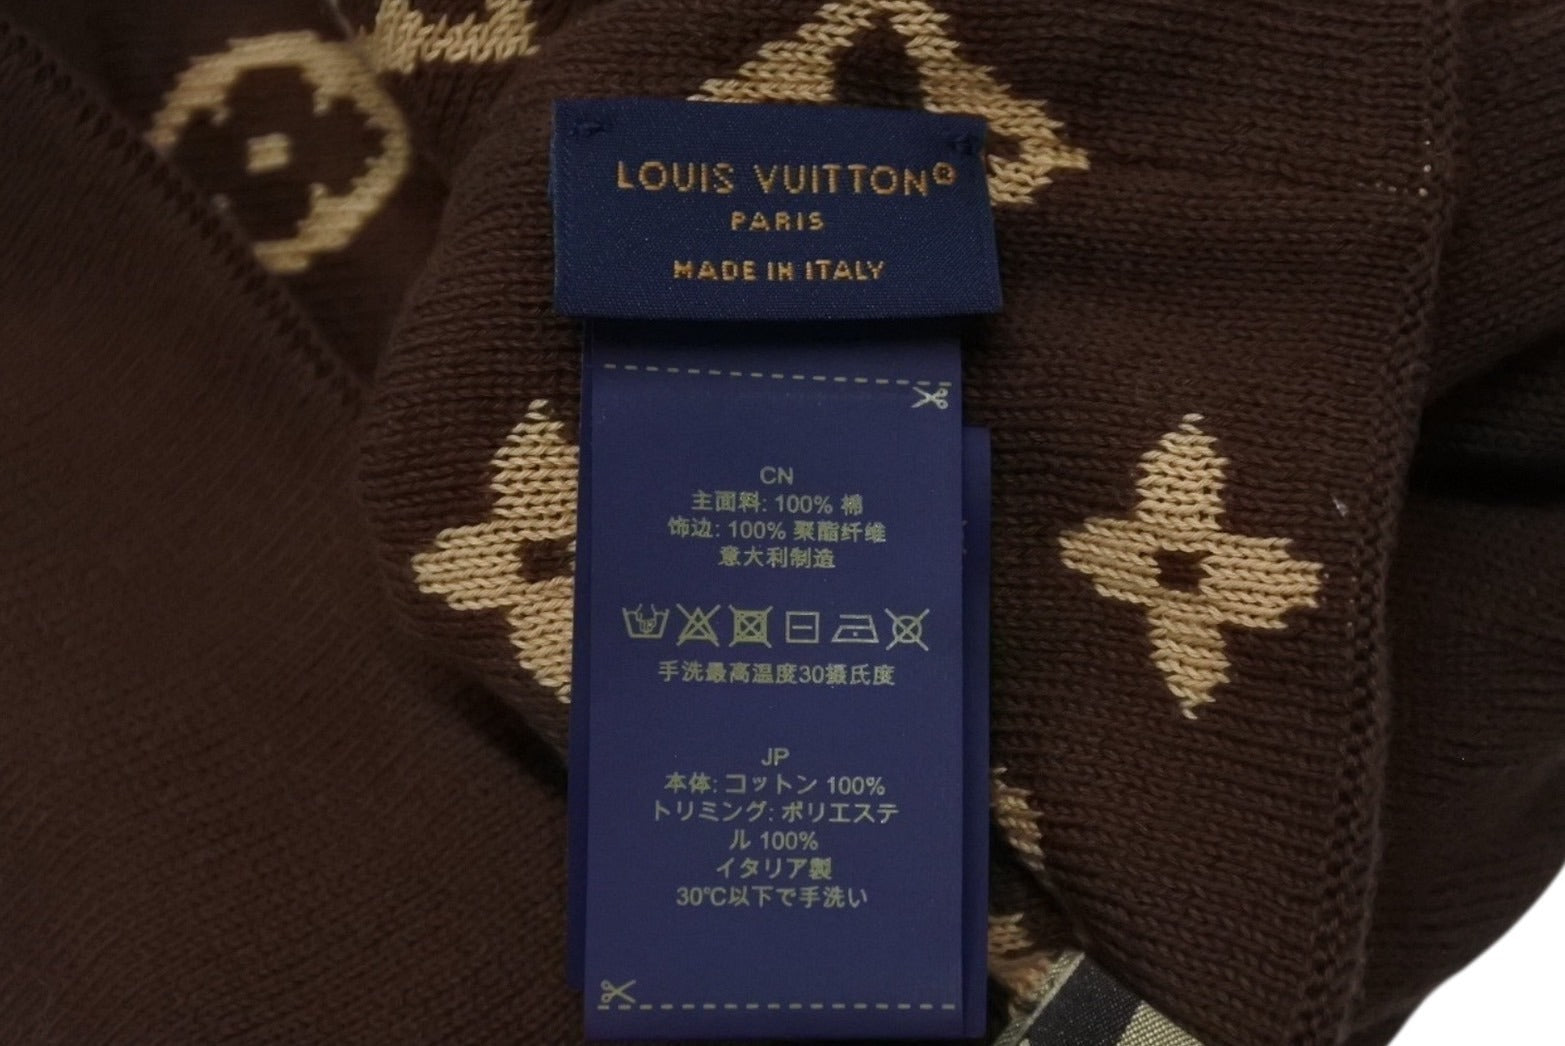 LOUIS VUITTON®
PARIS
MADE IN ITALY
CN
主面料: 100% 棉
饰边: 100% 聚酯纤维
意大利制造
手洗最高温度30摄氏度
JP
本体: コットン 100%
トリミング: ポリエステ
ル 100%
イタリア製
30℃以下で手洗い